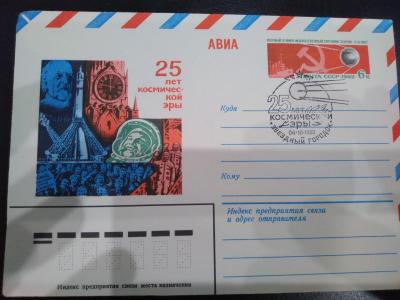 АВИА
ПОЧТА СССР 1982 6к
25
лет
космичес-
кой
эры
25 лет
космической
эры
04-10-1982
ЗВЕЗДНЫЙ ГОРОДОК
Куда
Кому
Индекс предприятия связи
и адрес отправителя
Индекс предприятия связи места назначения